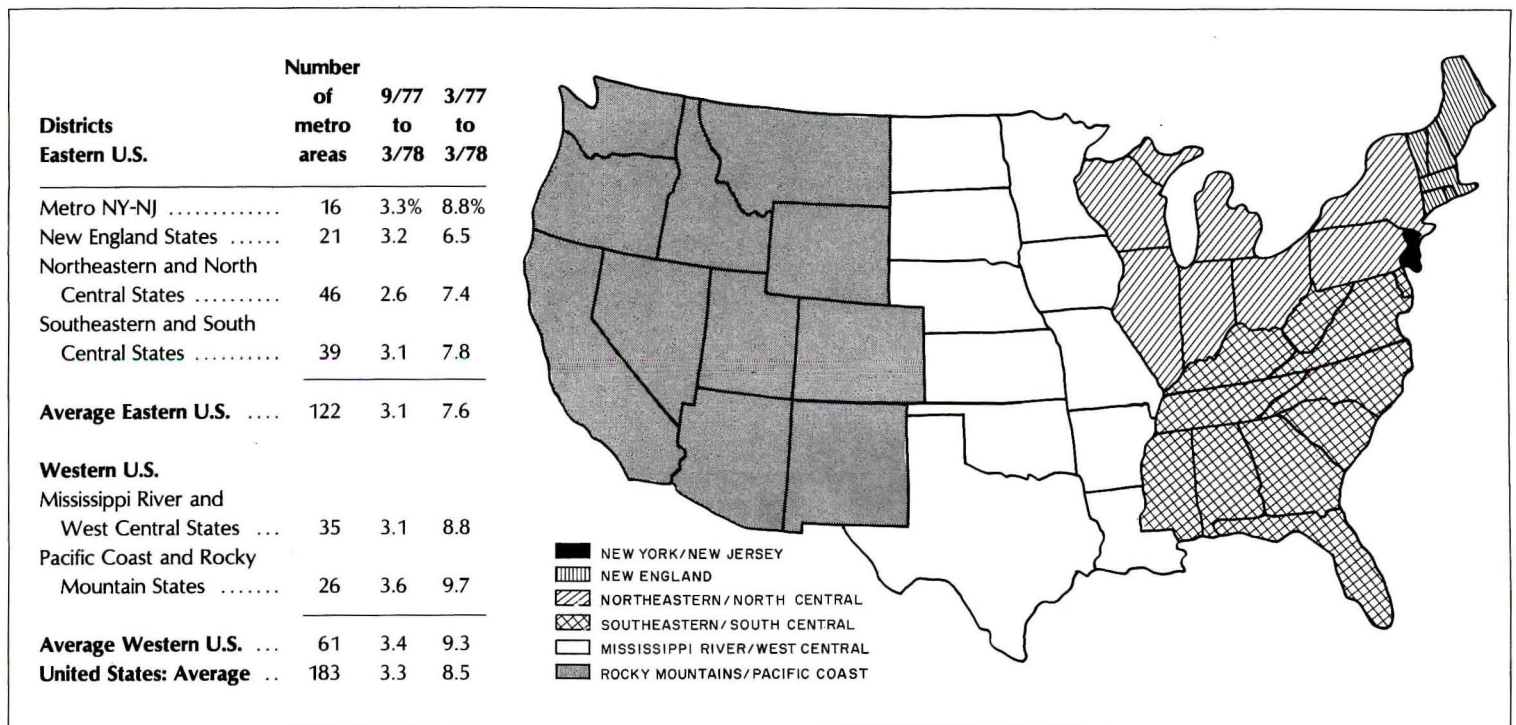 Number
of 9/77 3/77
Districts metro to to
Eastern U.S. areas 3/78 3/78
Metro NY-NJ ............. 16 3.3% 8.8%
New England States ...... 21 3.2 6.5
Northeastern and North
Central States .......... 46 2.6 7.4
Southeastern and South
Central States .......... 39 3.1 7.8
Average Eastern U.S. .... 122 3.1 7.6
Western U.S.
Mississippi River and
West Central States ... 35 3.1 8.8
Pacific Coast and Rocky
Mountain States ....... 26 3.6 9.7
Average Western U.S. ... 61 3.4 9.3
United States: Average .. 183 3.3 8.5
NEW YORK/NEW JERSEY
NEW ENGLAND
NORTHEASTERN/NORTH CENTRAL
SOUTHEASTERN/SOUTH CENTRAL
MISSISSIPPI RIVER/WEST CENTRAL
ROCKY MOUNTAINS/PACIFIC COAST